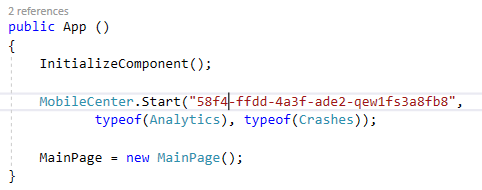 2 references
public App ()
{
InitializeComponent();
MobileCenter.Start("58f4-ffdd-4a3f-ade2-qew1fs3a8fb8",
typeof(Analytics), typeof(Crashes));
MainPage = new MainPage();
}